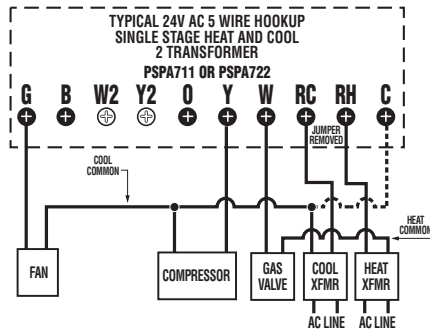 TYPICAL 24V AC 5 WIRE HOOKUP
SINGLE STAGE HEAT AND COOL
2 TRANSFORMER
PSPA711 OR PSPA722
G B W2 Y2 O Y W RC RH C
JUMPER
REMOVED
COOL
COMMON
HEAT
COMMON
FAN
COMPRESSOR
GAS
VALVE
COOL
XFMR
HEAT
XFMR
AC LINE AC LINE